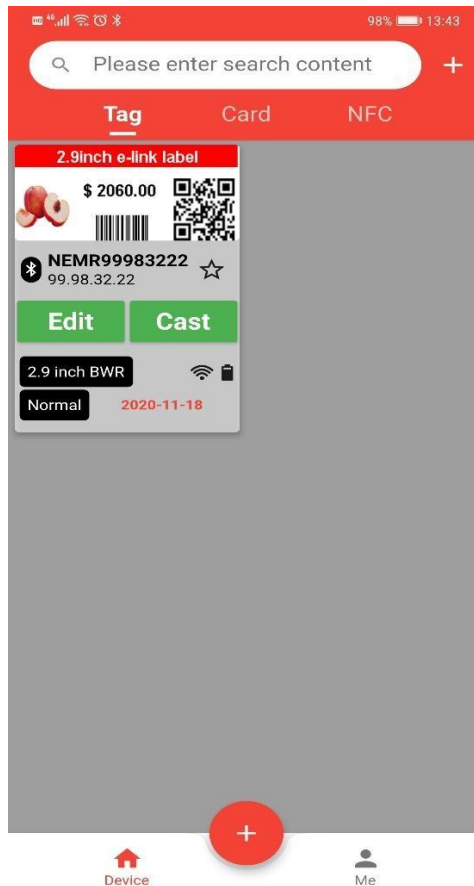 98% 13:43
Please enter search content
+
Tag Card NFC
2.9inch e-link label
$ 2060.00
NEMR99983222
99.98.32.22
Edit Cast
2.9 inch BWR
Normal 2020-11-18
+
Device Me